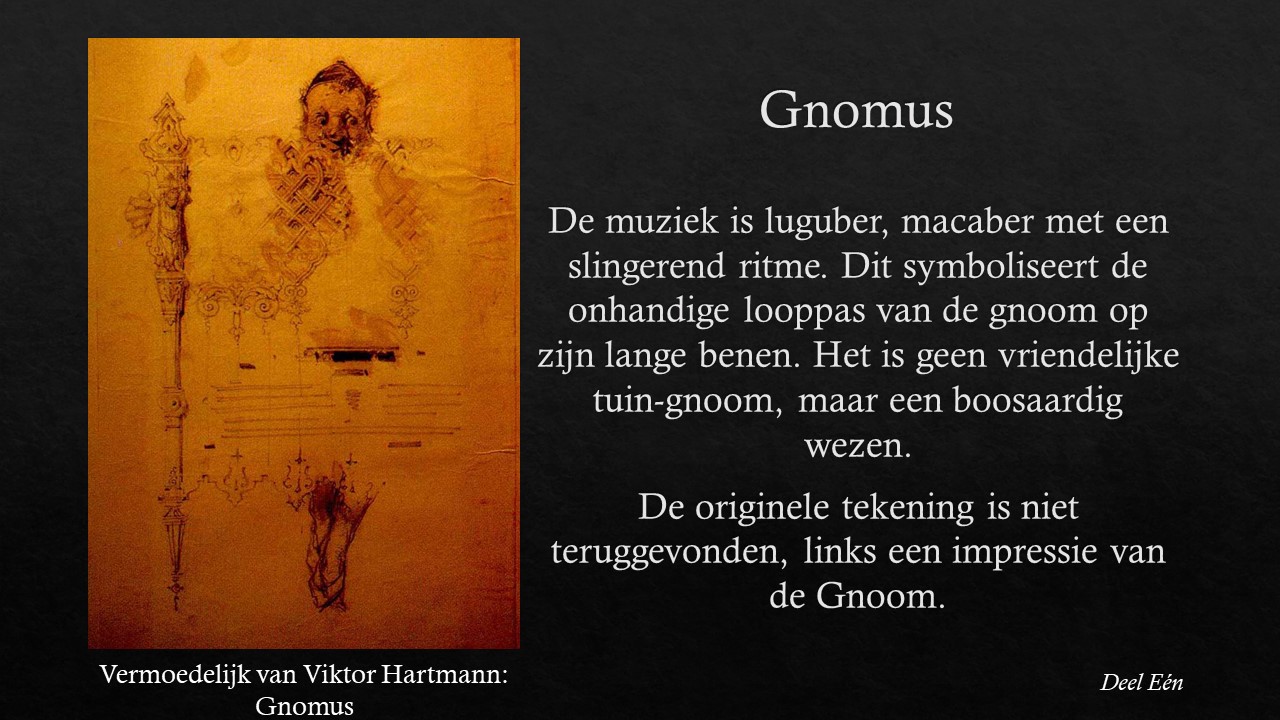 Gnomus
De muziek is luguber, macaber met een
slingerend ritme. Dit symboliseert de
onhandige looppas van de gnoom op
zijn lange benen. Het is geen vriendelijke
tuin-gnoom, maar een boosaardig
wezen.
De originele tekening is niet
teruggevonden, links een impressie van
de Gnoom.
Vermoedelijk van Viktor Hartmann:
Gnomus
Deel Eén